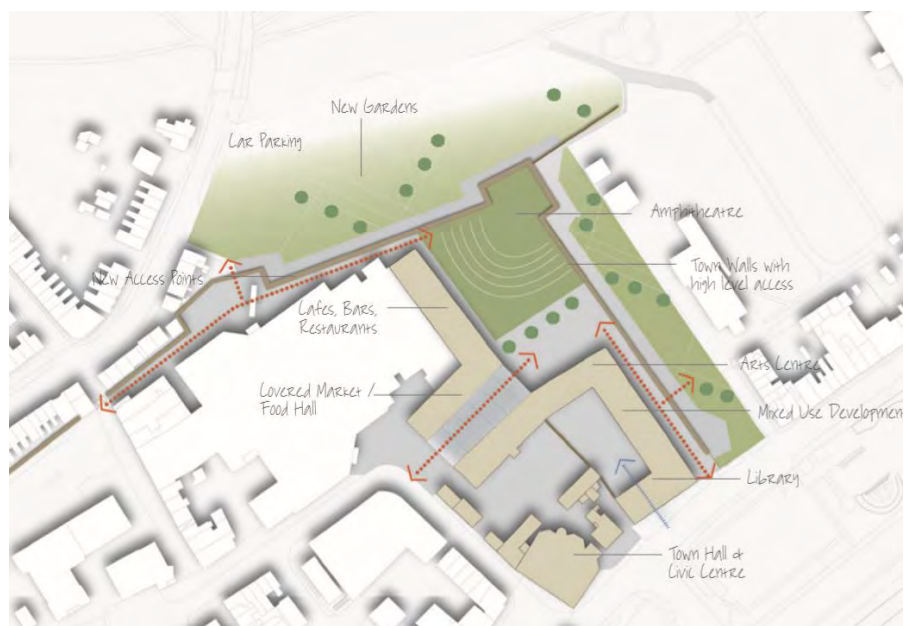 New Gardens
Car Parking
Amphitheatre
New Access Points
Town Walls with
high level access
Cafes, Bars,
Restaurants
Arts Centre
Covered Market /
Food Hall
Mixed Use Development
Library
Town Hall &
Civic Centre